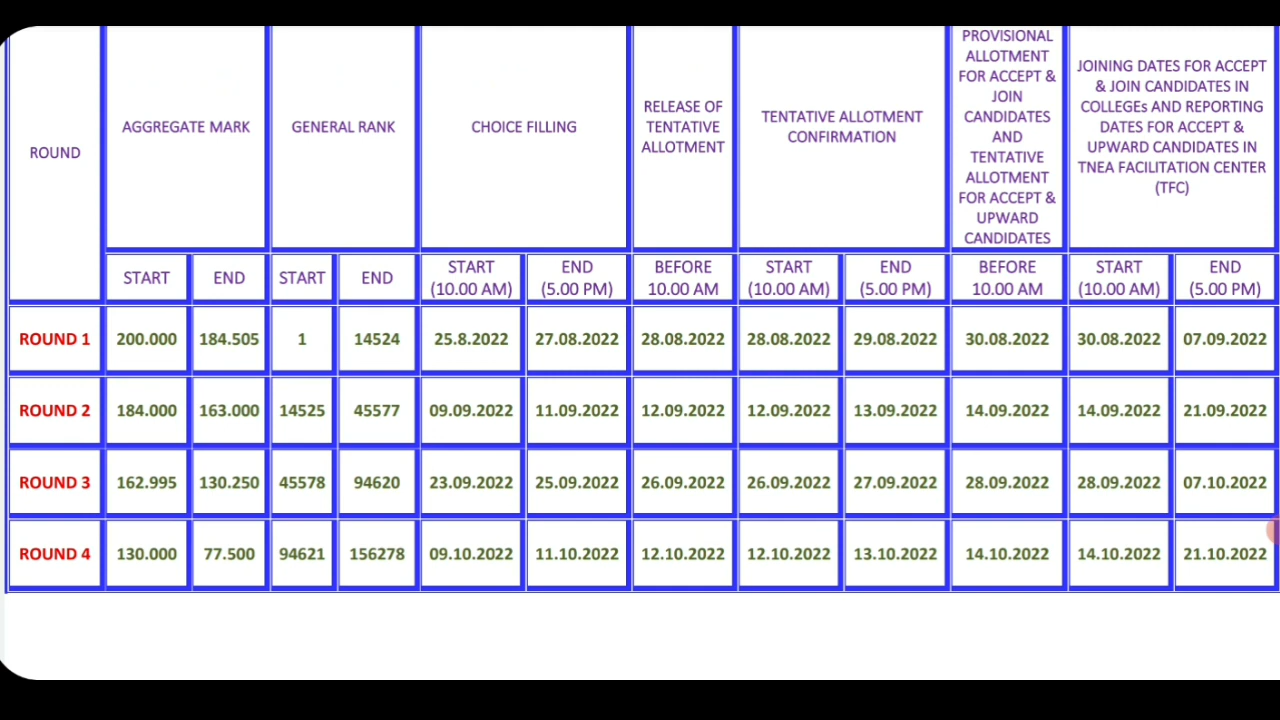 ROUND
AGGREGATE MARK
GENERAL RANK
CHOICE FILLING
RELEASE OF
TENTATIVE
ALLOTMENT
TENTATIVE ALLOTMENT
CONFIRMATION
PROVISIONAL
ALLOTMENT
FOR ACCEPT &
JOIN
CANDIDATES
AND
TENTATIVE
ALLOTMENT
FOR ACCEPT &
UPWARD
CANDIDATES
JOINING DATES FOR ACCEPT
& JOIN CANDIDATES IN
COLLEGEs AND REPORTING
DATES FOR ACCEPT &
UPWARD CANDIDATES IN
TNEA FACILITATION CENTER
(TFC)
START
END
START
END
START
(10.00 AM)
END
(5.00 PM)
BEFORE
10.00 AM
START
(10.00 AM)
END
(5.00 PM)
BEFORE
10.00 AM
START
(10.00 AM)
END
(5.00 PM)
ROUND 1 200.000 184.505 1 14524 25.8.2022 27.08.2022 28.08.2022 28.08.2022 29.08.2022 30.08.2022 30.08.2022 07.09.2022
ROUND 2 184.000 163.000 14525 45577 09.09.2022 11.09.2022 12.09.2022 12.09.2022 13.09.2022 14.09.2022 14.09.2022 21.09.2022
ROUND 3 162.995 130.250 45578 94620 23.09.2022 25.09.2022 26.09.2022 26.09.2022 27.09.2022 28.09.2022 28.09.2022 07.10.2022
ROUND 4 130.000 77.500 94621 156278 09.10.2022 11.10.2022 12.10.2022 12.10.2022 13.10.2022 14.10.2022 14.10.2022 21.10.2022